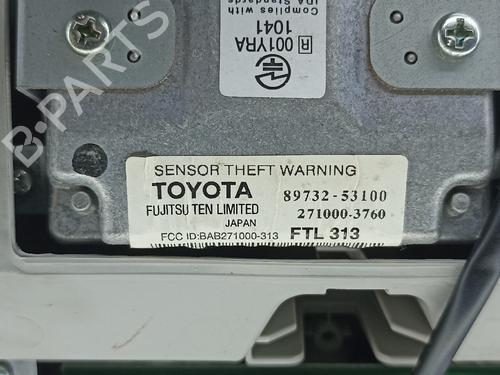 Complies with
IDA Standards
1041
R 001YRA
SENSOR THEFT WARNING
TOYOTA 89732-53100
FUJITSU TEN LIMITED 271000-3760
JAPAN
FCC ID:BAB271000-313 FTL 313
B-PARTS